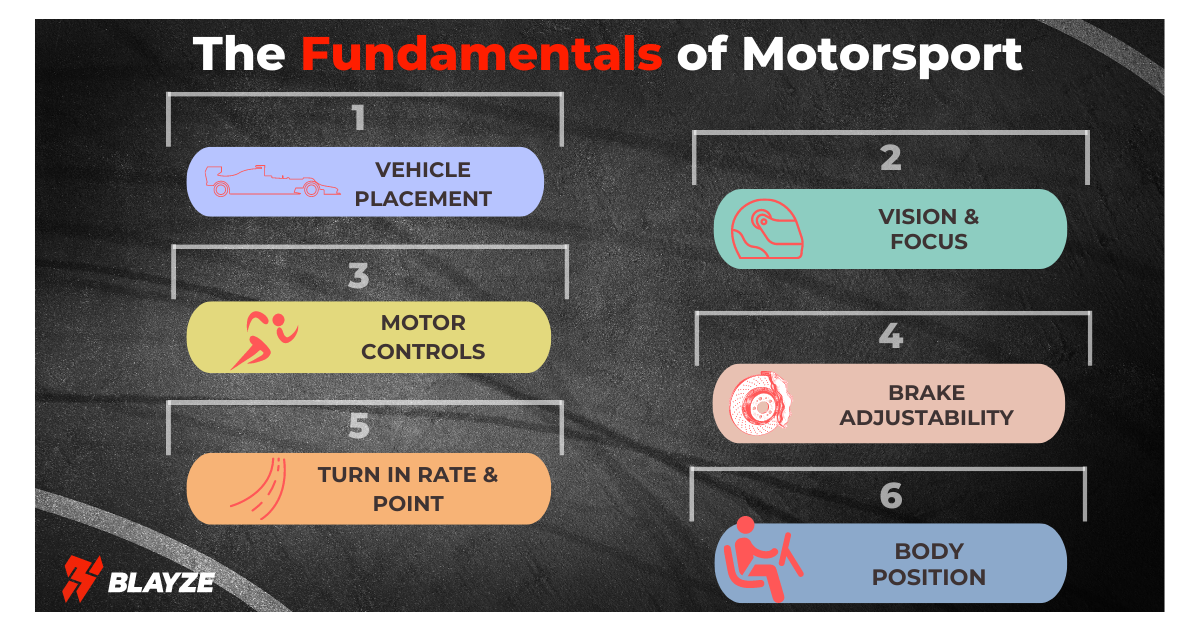 The Fundamentals of Motorsport
1
VEHICLE
PLACEMENT
2
VISION &
FOCUS
3
MOTOR
CONTROLS
4
BRAKE
ADJUSTABILITY
5
TURN IN RATE &
POINT
6
BODY
POSITION
BLAYZE